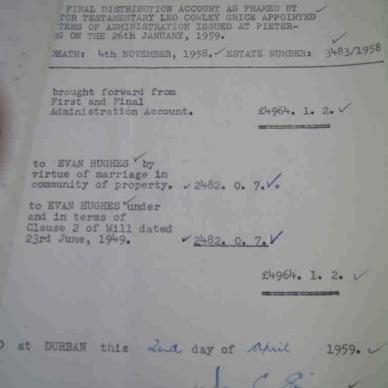 FINAL DISTRIBUTION ACCOUNT AS FRAMED BY
TOR TESTAMENTARY LEO COWLEY GRICE APPOINTED
TERS OF ADMINISTRATION ISSUED AT PIETER-
G ON THE 26th JANUARY, 1959.
DEATH: 4th NOVEMBER, 1958. ESTATE NUMBER: 3483/1958
brought forward from
First and Final
Administration Account. £4964. 1. 2.
to EVAN HUGHES by
virtue of marriage in
community of property. 2482. 0. 7.
to EVAN HUGHES under
and in terms of
Clause 2 of Will dated
23rd June, 1949. 2482. 0. 7.
£4964. 1. 2.
D at DURBAN this 2nd day of April 1959.